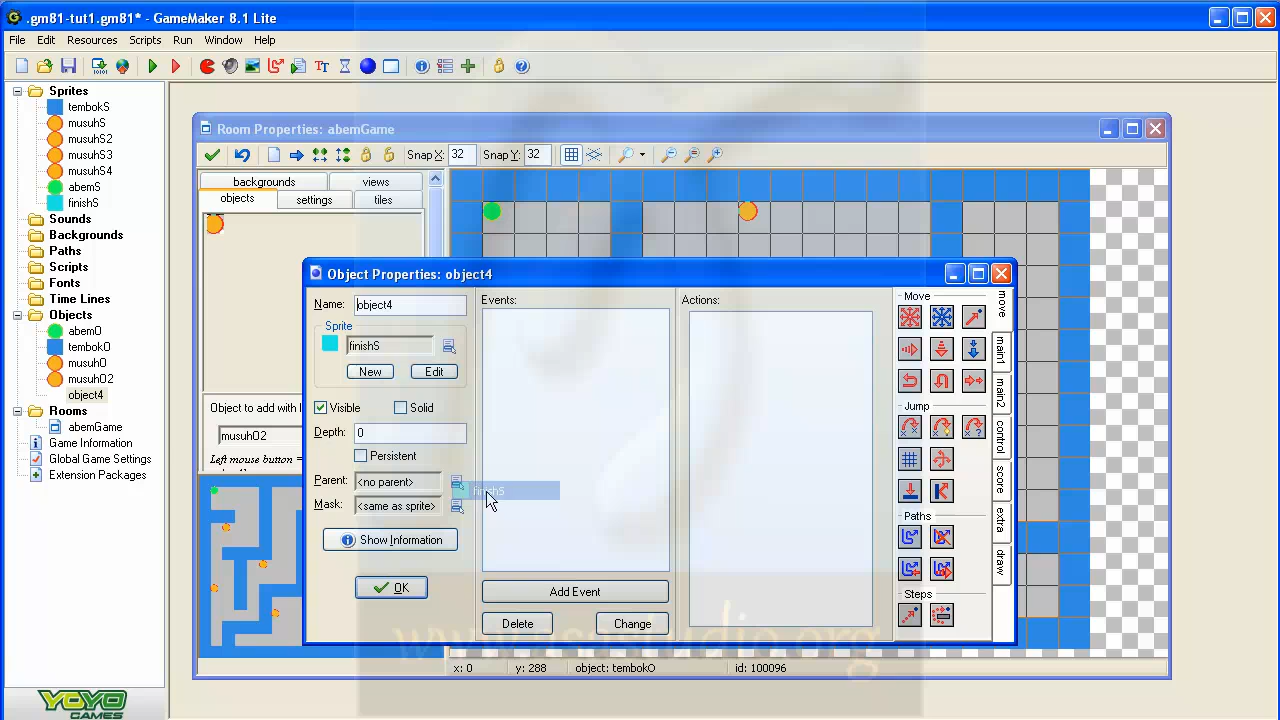 .gm81-tut1.gm81* - GameMaker 8.1 Lite
File Edit Resources Scripts Run Window Help
Sprites
tembokS
musuhS
musuhS2
musuhS3
musuhS4
abemS
finishS
Sounds
Backgrounds
Paths
Scripts
Fonts
Time Lines
Objects
abemO
tembokO
musuhO
musuhO2
object4
Rooms
abemGame
Game Information
Global Game Settings
Extension Packages
YOYO
GAMES
Room Properties: abemGame
Snap X: 32 Snap Y: 32
backgrounds views
objects settings tiles
Object to add with l
musuhO2
Left mouse button =
Object Properties: object4
Name: object4
Sprite
finishS
New Edit
Visible Solid
Depth: 0
Persistent
Parent: <no parent>
Mask: <same as sprite>
Show Information
OK
Events:
finishS
Add Event
Delete Change
Actions:
Move
Jump
Paths
Steps
move
main1
main2
control
score
extra
draw
x: 0 y: 288 object: tembokO id: 100096